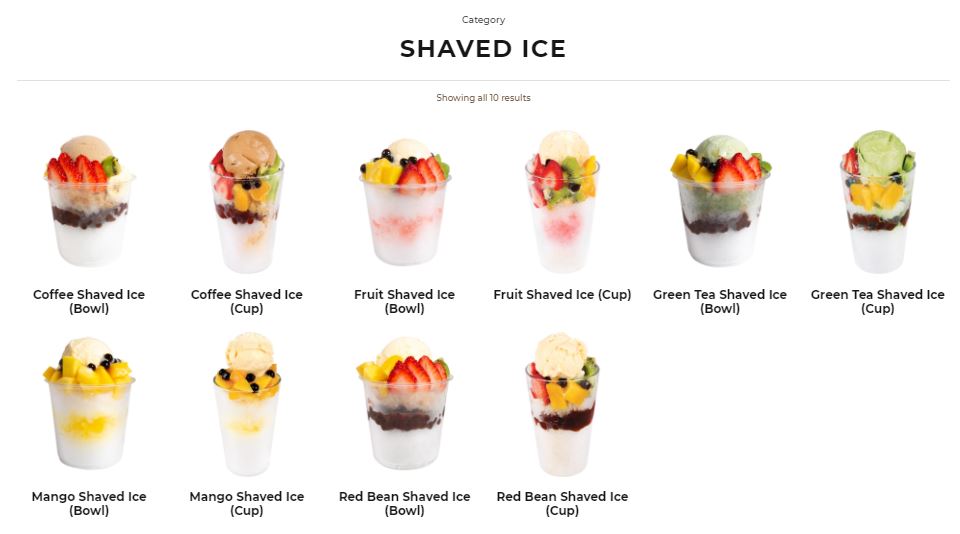 Category
SHAVED ICE
Showing all 10 results
Coffee Shaved Ice
(Bowl)
Coffee Shaved Ice
(Cup)
Fruit Shaved Ice
(Bowl)
Fruit Shaved Ice (Cup)
Green Tea Shaved Ice
(Bowl)
Green Tea Shaved Ice
(Cup)
Mango Shaved Ice
(Bowl)
Mango Shaved Ice
(Cup)
Red Bean Shaved Ice
(Bowl)
Red Bean Shaved Ice
(Cup)